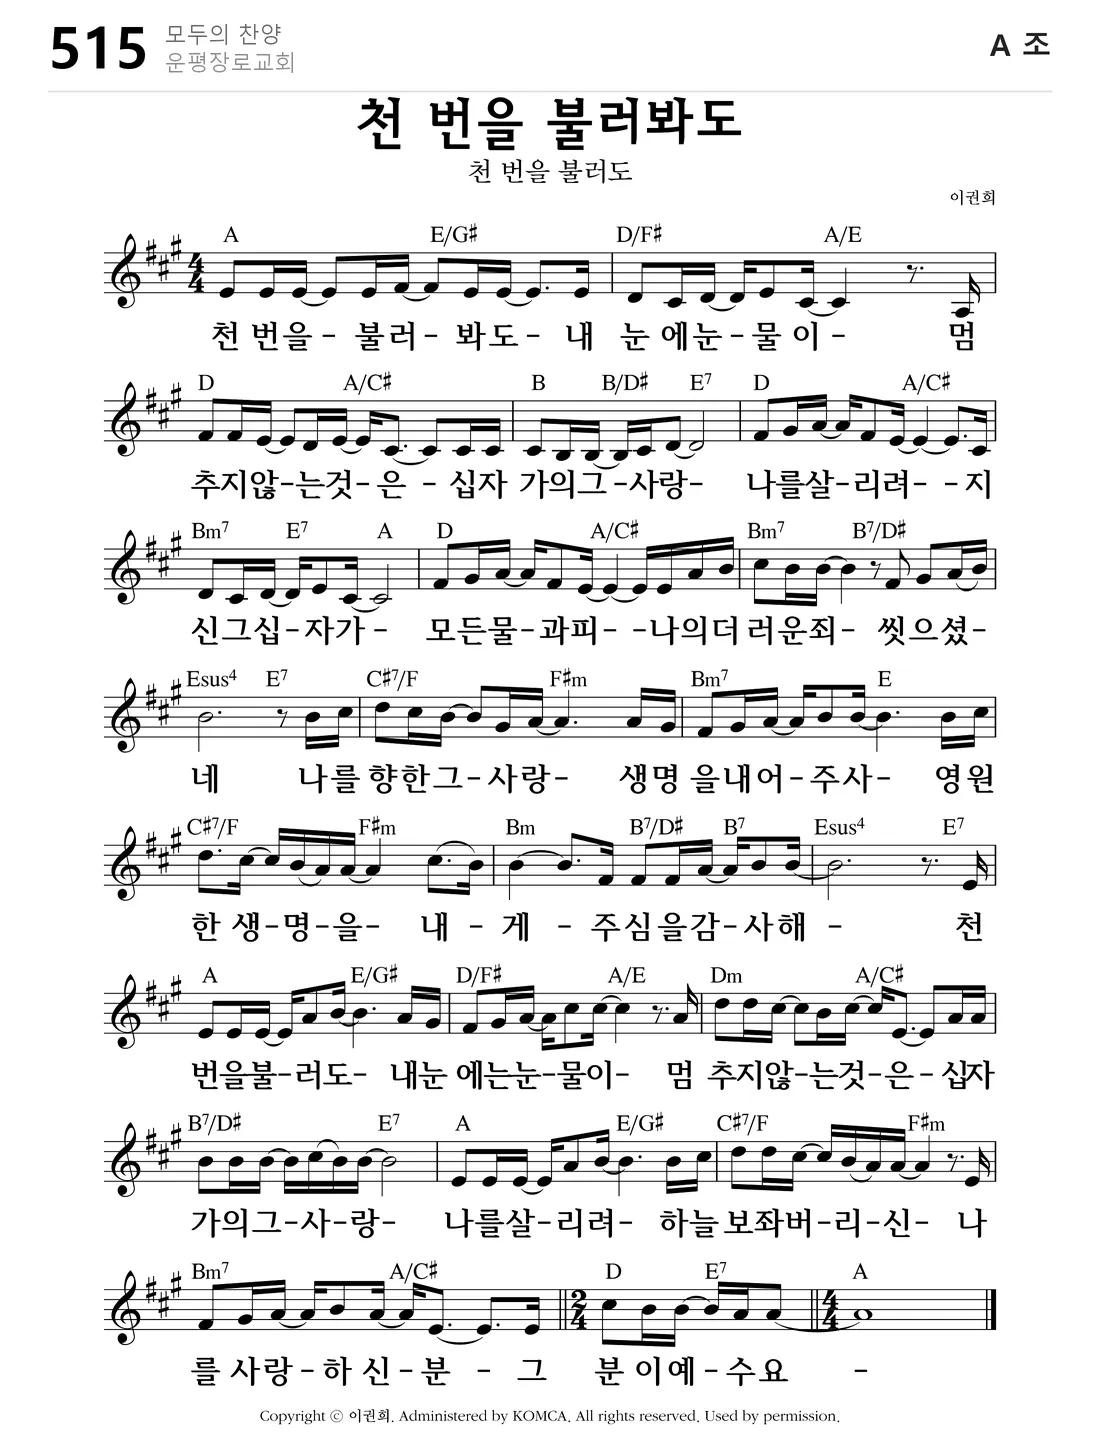 515 모두의 찬양
운평장로교회
A 조
천 번을 불러봐도
천 번을 불러도
이권희
A E/G♯ D/F♯ A/E
천 번을- 불러- 봐도- 내 눈 에눈-물 이- 멈
D A/C♯ B B/D♯ E7 D A/C♯
추지않-는것-은 - 십자 가의그-사랑- 나를살-리려- -지
Bm7 E7 A D A/C♯ Bm7 B7/D♯
신그십-자가- 모든물-과피- -나의더 러운죄- 씻으셨-
Esus4 E7 C♯7/F F♯m Bm7 E
네 나를 향한그-사랑- 생명 을내어-주사- 영원
C♯7/F F♯m Bm B7/D♯ B7 Esus4 E7
한 생-명-을- 내 - 게 - 주심을감-사해 - 천
A E/G♯ D/F♯ A/E Dm A/C♯
번을불-러도- 내눈 에는눈-물이- 멈 추지않-는것-은- 십자
B7/D♯ E7 A E/G♯ C♯7/F F♯m
가의그-사-랑- 나를살-리려- 하늘 보좌버-리-신- 나
Bm7 A/C♯ D E7 A
를 사랑-하 신-분 - 그 분 이예-수요 -
Copyright ⓒ 이권희. Administered by KOMCA. All rights reserved. Used by permission.